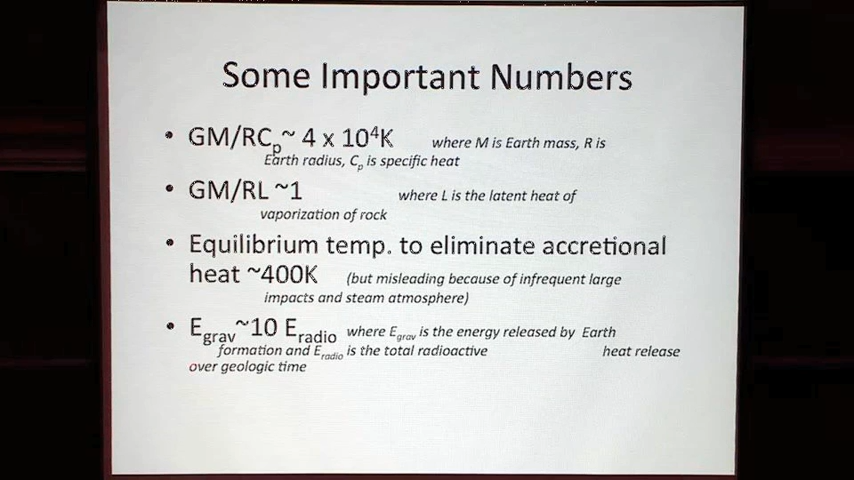 Some Important Numbers
• GM/RCp~ 4 x 10⁴K where M is Earth mass, R is
Earth radius, Cp is specific heat
• GM/RL ~1 where L is the latent heat of
vaporization of rock
• Equilibrium temp. to eliminate accretional
heat ~400K (but misleading because of infrequent large
impacts and steam atmosphere)
• Egrav~10 Eradio where Egrav is the energy released by Earth
formation and Eradio is the total radioactive heat release
over geologic time